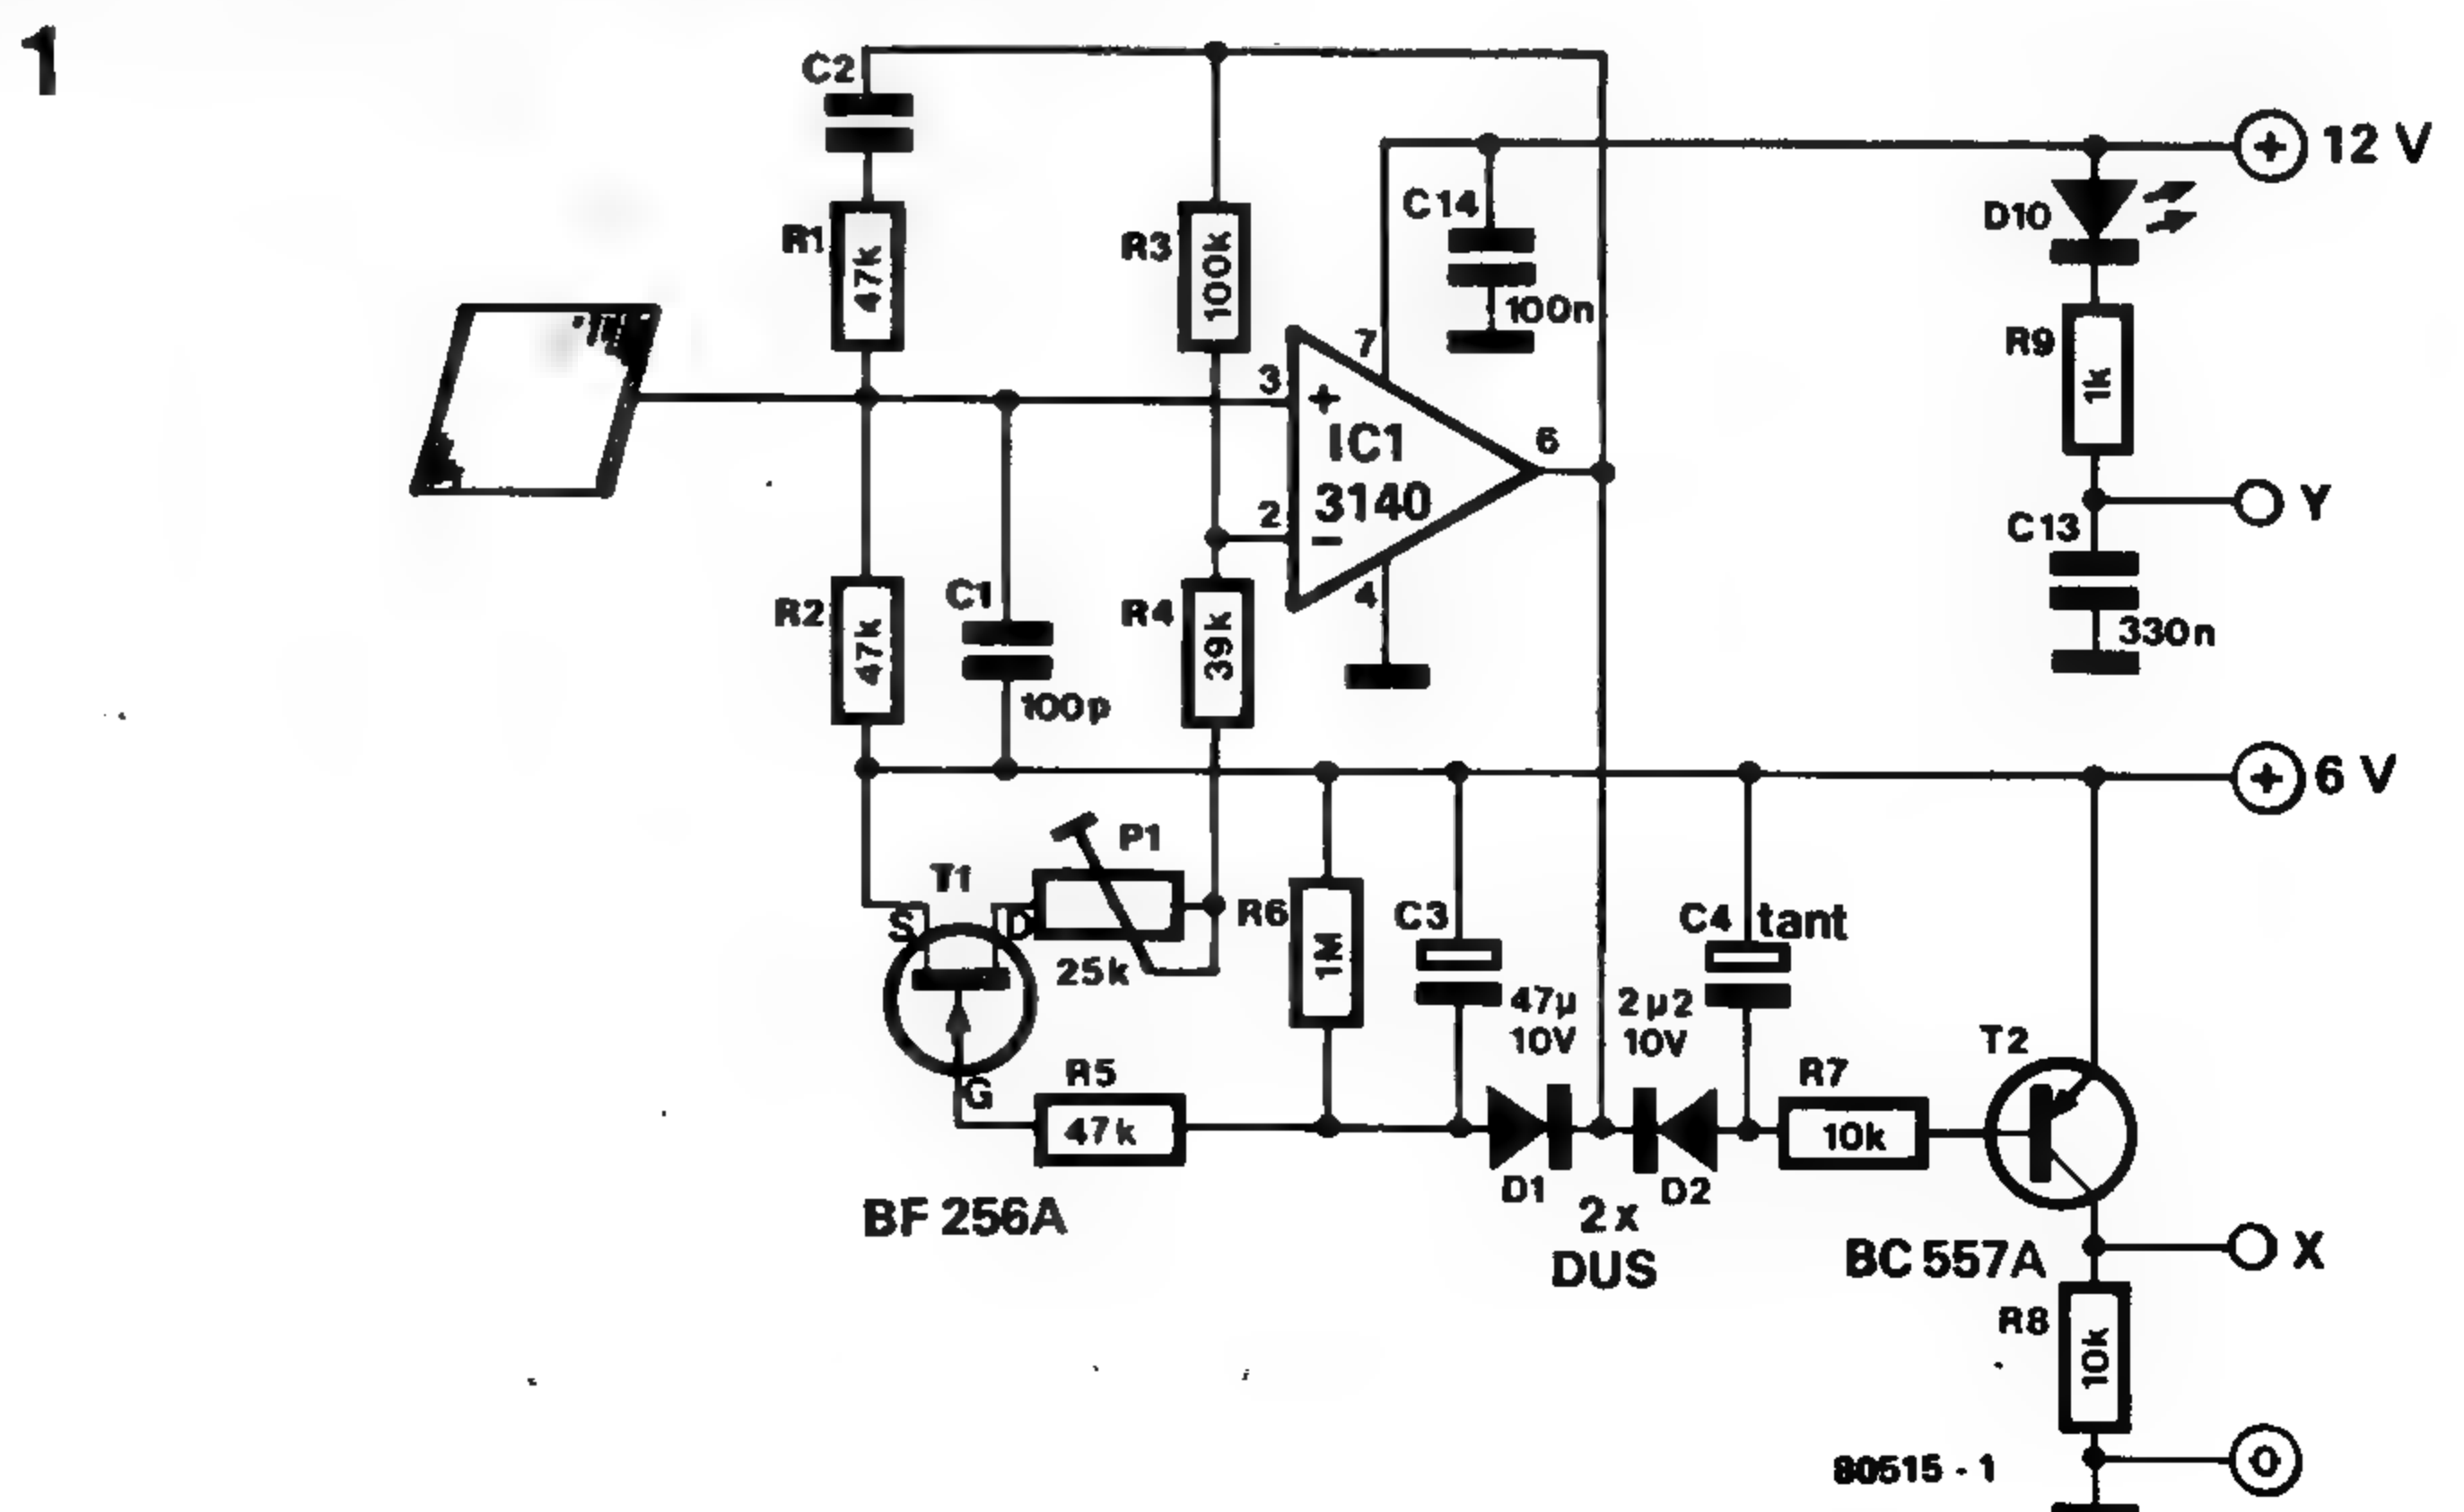 1
C2
12 V
C14
D10
R1
47k
R3
100k
100n
R9
1k
7
3
+
IC1
6
3140
2
−
Y
C13
4
R2
47k
C1
R4
39k
330n
100p
6 V
P1
T1
S
D
R6
1M
C3
C4 tant
25k
47µ
10V
2µ2
10V
T2
G
R5
47k
R7
10k
D1
D2
2x
DUS
BF 256A
BC 557A
X
R8
10k
80515 - 1
0